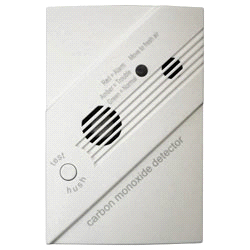 Red = Alarm Move to fresh air
Amber = Trouble
Green = Normal
test
hush
carbon monoxide detector